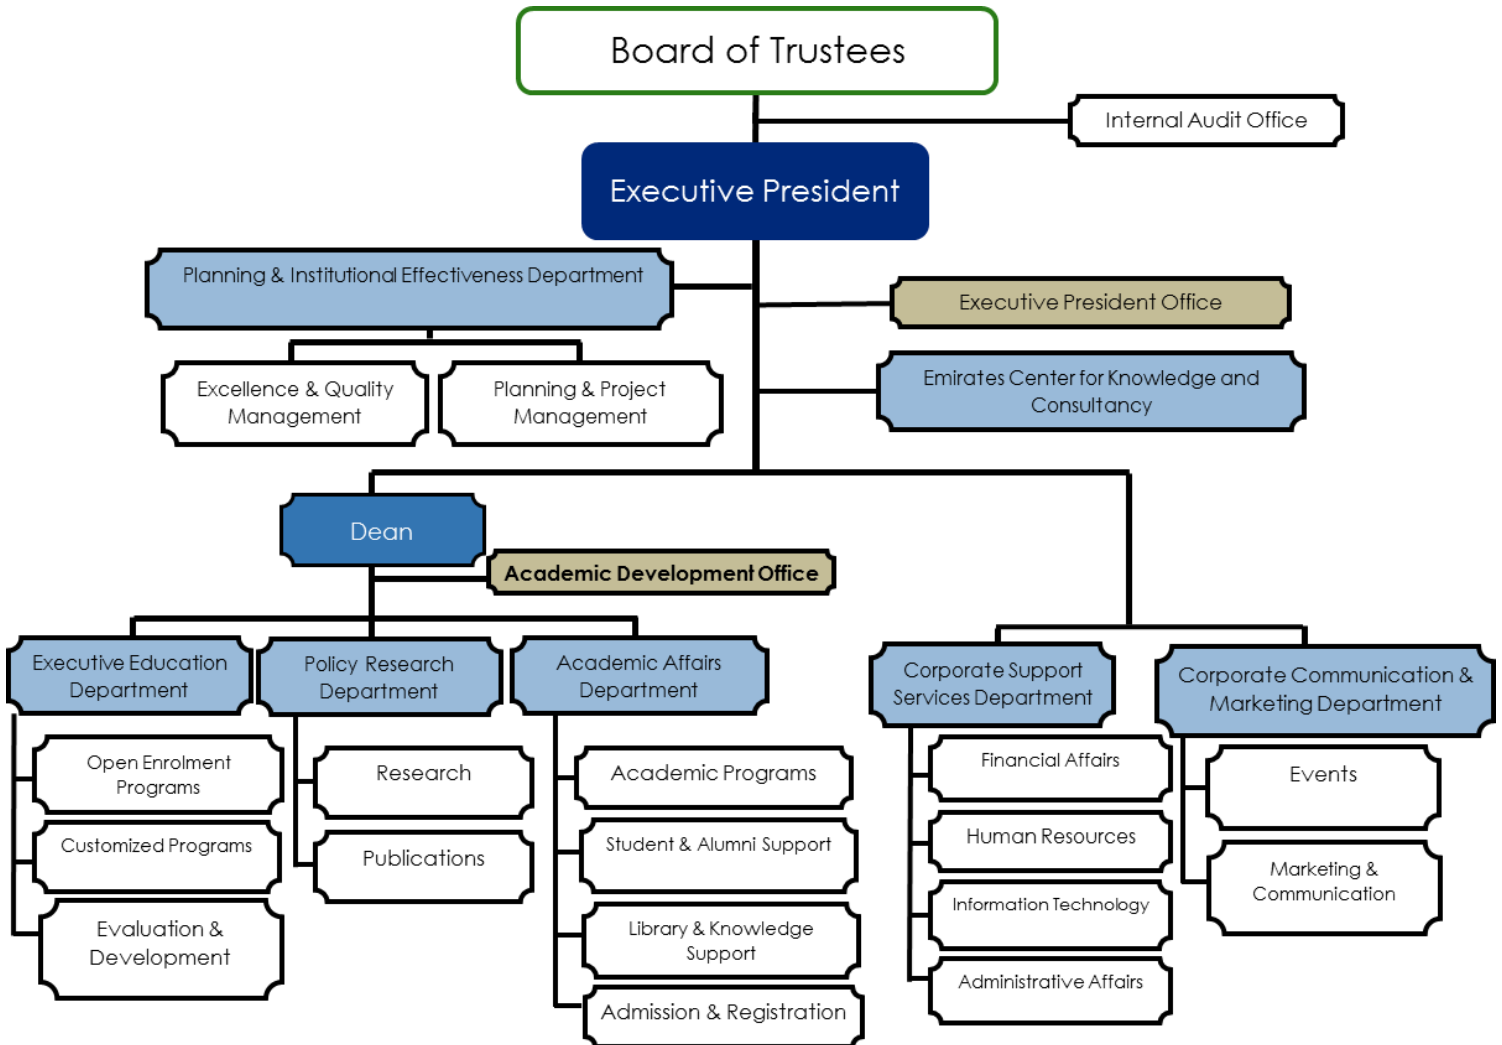 Board of Trustees
Internal Audit Office
Executive President
Planning & Institutional Effectiveness Department
Executive President Office
Excellence & Quality
Management
Planning & Project
Management
Emirates Center for Knowledge and
Consultancy
Dean
Academic Development Office
Executive Education
Department
Policy Research
Department
Academic Affairs
Department
Corporate Support
Services Department
Corporate Communication &
Marketing Department
Open Enrolment
Programs
Customized Programs
Evaluation &
Development
Research
Publications
Academic Programs
Student & Alumni Support
Library & Knowledge
Support
Admission & Registration
Financial Affairs
Human Resources
Information Technology
Administrative Affairs
Events
Marketing &
Communication